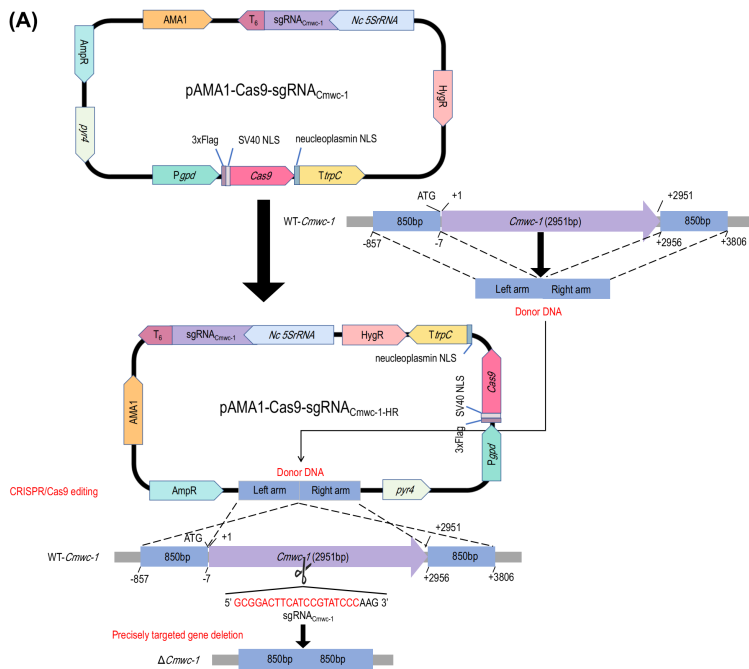 (A)
AMA1
T6
sgRNACmwc-1
Nc 5SrRNA
AmpR
HygR
pyr4
pAMA1-Cas9-sgRNACmwc-1
3xFlag
SV40 NLS
neucleoplasmin NLS
Pgpd
Cas9
TtrpC
ATG
+1
+2951
WT-Cmwc-1
850bp
Cmwc-1 (2951bp)
850bp
-857
-7
+2956
+3806
Left arm
Right arm
Donor DNA
T6
sgRNACmwc-1
Nc 5SrRNA
HygR
TtrpC
neucleoplasmin NLS
Cas9
SV40 NLS
3xFlag
Pgpd
AMA1
pAMA1-Cas9-sgRNACmwc-1-HR
Donor DNA
CRISPR/Cas9 editing
AmpR
Left arm
Right arm
pyr4
ATG
+1
+2951
WT-Cmwc-1
850bp
Cmwc-1 (2951bp)
850bp
-857
-7
+2956
+3806
5' GCGGACTTCATCCGTATCCCAAG 3'
sgRNACmwc-1
Precisely targeted gene deletion
ΔCmwc-1
850bp
850bp